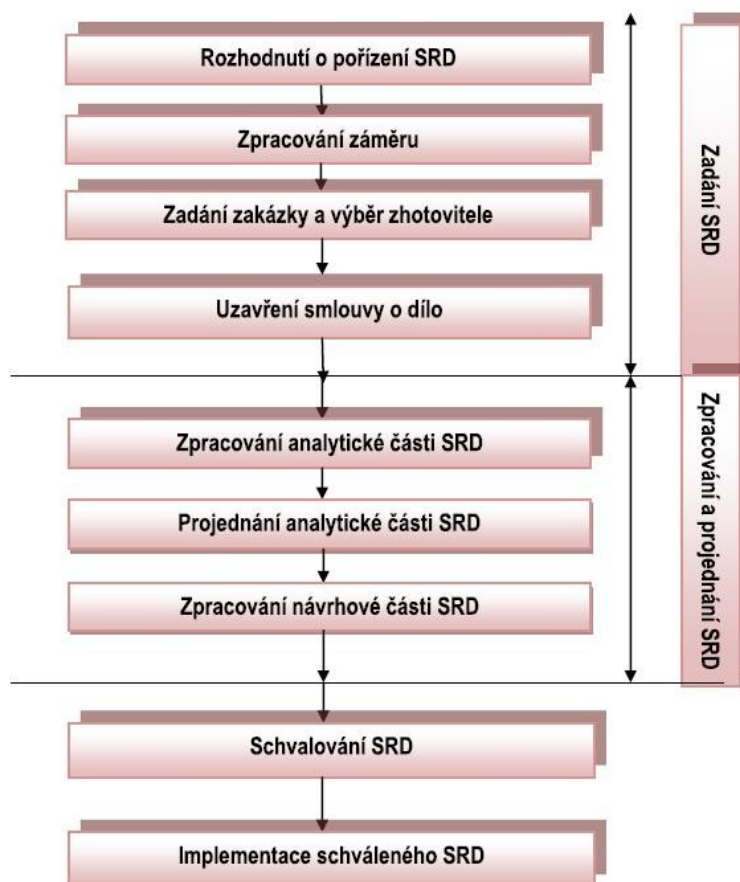 Rozhodnutí o pořízení SRD
Zpracování záměru
Zadání zakázky a výběr zhotovitele
Uzavření smlouvy o dílo
Zadání SRD
Zpracování analytické části SRD
Projednání analytické části SRD
Zpracování návrhové části SRD
Zpracování a projednání SRD
Schvalování SRD
Implementace schváleného SRD